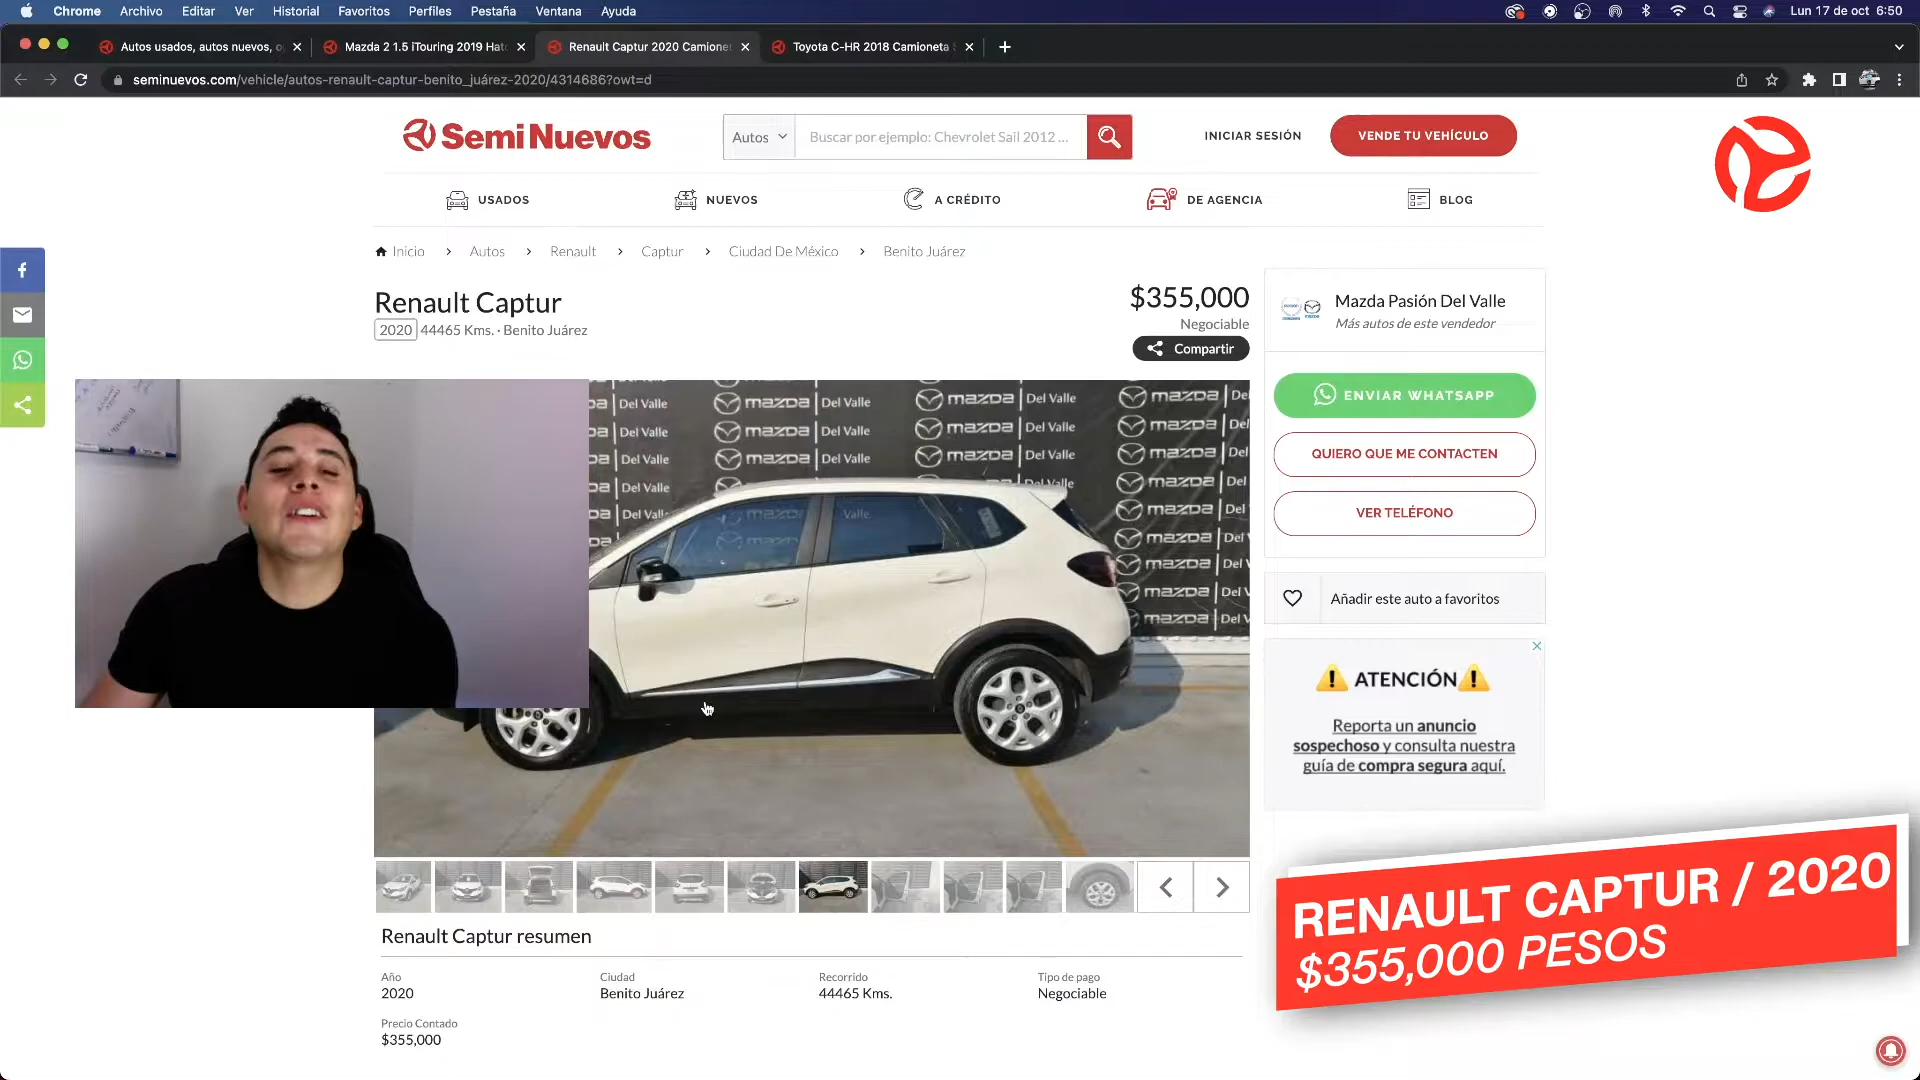 Chrome Archivo Editar Ver Historial Favoritos Perfiles Pestaña Ventana Ayuda Lun 17 de oct 6:50
Autos usados, autos nuevos, o
Mazda 2 1.5 iTouring 2019 Hatc
Renault Captur 2020 Camionet
Toyota C-HR 2018 Camioneta
seminuevos.com/vehicle/autos-renault-captur-benito_juárez-2020/4314686?owt=d
SemiNuevos
Autos
Buscar por ejemplo: Chevrolet Sail 2012 ...
INICIAR SESIÓN
VENDE TU VEHÍCULO
USADOS
NUEVOS
A CRÉDITO
DE AGENCIA
BLOG
Inicio > Autos > Renault > Captur > Ciudad De México > Benito Juárez
Renault Captur
2020 44465 Kms. · Benito Juárez
$355,000
Negociable
Compartir
Mazda Pasión Del Valle
Más autos de este vendedor
ENVIAR WHATSAPP
QUIERO QUE ME CONTACTEN
VER TELÉFONO
Añadir este auto a favoritos
ATENCIÓN
Reporta un anuncio
sospechoso y consulta nuestra
guía de compra segura aquí.
mazda Del Valle
Renault Captur resumen
Año
2020
Ciudad
Benito Juárez
Recorrido
44465 Kms.
Tipo de pago
Negociable
Precio Contado
$355,000
RENAULT CAPTUR / 2020
$355,000 PESOS